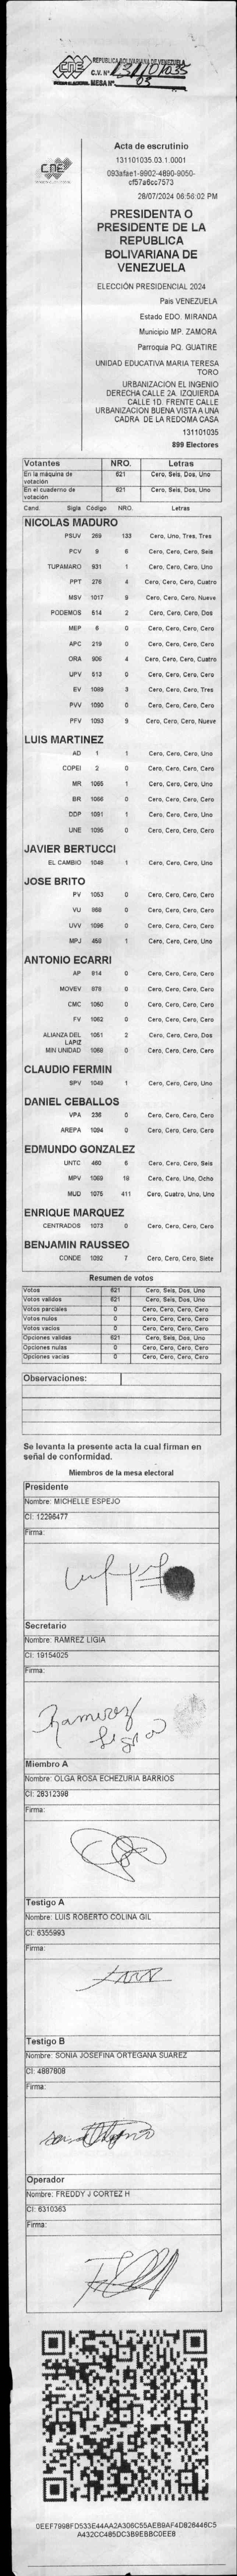 CNE
REPUBLICA BOLIVARIANA DE VENEZUELA
C.V. Nº 131101035
MESA Nº 03
CNE
Acta de escrutinio
131101035.03.1.0001
28/07/2024 06:56:02 PM
PRESIDENTA O
PRESIDENTE DE LA
REPUBLICA
BOLIVARIANA DE
VENEZUELA
ELECCIÓN PRESIDENCIAL 2024
Pais VENEZUELA
Estado EDO. MIRANDA
Municipio MP. ZAMORA
Parroquia PQ. GUATIRE
UNIDAD EDUCATIVA MARIA TERESA
TORO
URBANIZACION EL INGENIO
DERECHA CALLE 2A. IZQUIERDA
CALLE 1D. FRENTE CALLE
URBANIZACION BUENA VISTA A UNA
CADRA DE LA REDOMA CASA
131101035
899 Electores
Votantes NRO. Letras
En la máquina de votación 621 Cero, Seis, Dos, Uno
En el cuaderno de votación 621 Cero, Seis, Dos, Uno
Cand. Sigla Código NRO. Letras
NICOLAS MADURO
PSUV 269 133 Cero, Uno, Tres, Tres
PCV 9 6 Cero, Cero, Cero, Seis
TUPAMARO 931 1 Cero, Cero, Cero, Uno
PPT 276 4 Cero, Cero, Cero, Cuatro
MSV 1017 9 Cero, Cero, Cero, Nueve
PODEMOS 514 2 Cero, Cero, Cero, Dos
MEP 6 0 Cero, Cero, Cero, Cero
APC 219 0 Cero, Cero, Cero, Cero
ORA 906 4 Cero, Cero, Cero, Cuatro
UPV 513 0 Cero, Cero, Cero, Cero
EV 1089 3 Cero, Cero, Cero, Tres
PVV 1090 0 Cero, Cero, Cero, Cero
PFV 1093 9 Cero, Cero, Cero, Nueve
LUIS MARTINEZ
AD 1 1 Cero, Cero, Cero, Uno
COPEI 2 0 Cero, Cero, Cero, Cero
MR 1065 1 Cero, Cero, Cero, Uno
BR 1066 0 Cero, Cero, Cero, Cero
DDP 1091 1 Cero, Cero, Cero, Uno
UNE 1095 0 Cero, Cero, Cero, Cero
JAVIER BERTUCCI
EL CAMBIO 1048 1 Cero, Cero, Cero, Uno
JOSE BRITO
PV 1053 0 Cero, Cero, Cero, Cero
VU 868 0 Cero, Cero, Cero, Cero
UVV 1096 0 Cero, Cero, Cero, Cero
MPJ 450 1 Cero, Cero, Cero, Uno
ANTONIO ECARRI
AP 814 0 Cero, Cero, Cero, Cero
MOVEV 878 0 Cero, Cero, Cero, Cero
CMC 1050 0 Cero, Cero, Cero, Cero
FV 1062 0 Cero, Cero, Cero, Cero
ALIANZA DEL LAPIZ 1051 2 Cero, Cero, Cero, Dos
MIN UNIDAD 1068 0 Cero, Cero, Cero, Cero
CLAUDIO FERMIN
SPV 1049 1 Cero, Cero, Cero, Uno
DANIEL CEBALLOS
VPA 236 0 Cero, Cero, Cero, Cero
AREPA 1094 0 Cero, Cero, Cero, Cero
EDMUNDO GONZALEZ
UNTC 460 6 Cero, Cero, Cero, Seis
MPV 1069 18 Cero, Cero, Uno, Ocho
MUD 1075 411 Cero, Cuatro, Uno, Uno
ENRIQUE MARQUEZ
CENTRADOS 1073 0 Cero, Cero, Cero, Cero
BENJAMIN RAUSSEO
CONDE 1092 7 Cero, Cero, Cero, Siete
Resumen de votos
Votos 621 Cero, Seis, Dos, Uno
Votos validos 621 Cero, Seis, Dos, Uno
Votos parciales 0 Cero, Cero, Cero, Cero
Votos nulos 0 Cero, Cero, Cero, Cero
Votos vacios 0 Cero, Cero, Cero, Cero
Opciones validas 621 Cero, Seis, Dos, Uno
Opciones nulas 0 Cero, Cero, Cero, Cero
Opciones vacias 0 Cero, Cero, Cero, Cero
Observaciones:
Se levanta la presente acta la cual firman en
señal de conformidad.
Miembros de la mesa electoral
Presidente
Nombre: MICHELLE ESPEJO
CI: 12296477
Firma:
Secretario
Nombre: RAMREZ LIGIA
CI: 19154025
Firma:
Ramirez
Ligia
Miembro A
Nombre: OLGA ROSA ECHEZURIA BARRIOS
CI: 28312398
Firma:
Testigo A
Nombre: LUIS ROBERTO COLINA GIL
CI: 6355993
Firma:
Testigo B
Nombre: SONIA JOSEFINA ORTEGANA SUAREZ
CI: 4887808
Firma:
Operador
Nombre: FREDDY J CORTEZ H
CI: 6310363
Firma:
0EEF7998FD533E44AA2A306C55AEB9AF4D826446C5
A432CC485DC3B9EBBC0EE8